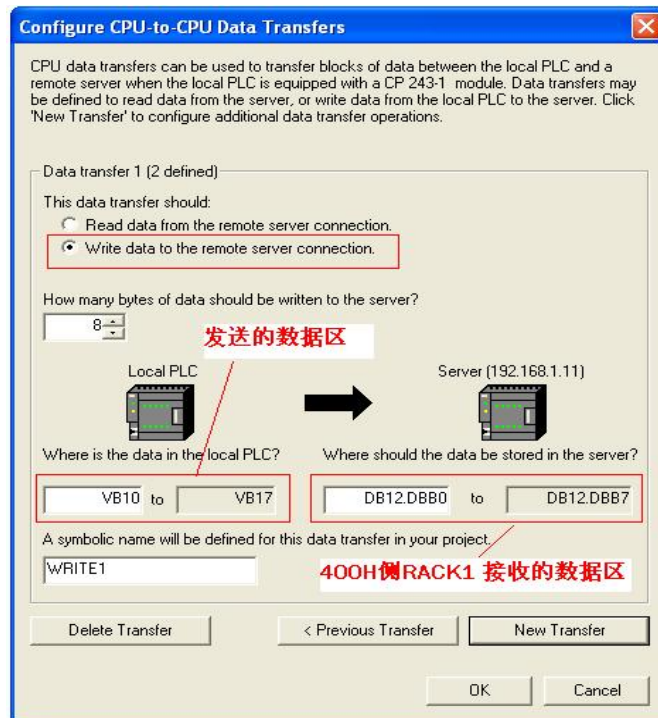 Configure CPU-to-CPU Data Transfers
CPU data transfers can be used to transfer blocks of data between the local PLC and a
remote server when the local PLC is equipped with a CP 243-1 module. Data transfers may
be defined to read data from the server, or write data from the local PLC to the server. Click
'New Transfer' to configure additional data transfer operations.
Data transfer 1 (2 defined)
This data transfer should:
Read data from the remote server connection.
Write data to the remote server connection.
How many bytes of data should be written to the server?
8
发送的数据区
Local PLC
Server (192.168.1.11)
Where is the data in the local PLC?
Where should the data be stored in the server?
VB10 to VB17
DB12.DBB0 to DB12.DBB7
A symbolic name will be defined for this data transfer in your project.
WRITE1
400H侧RACK1 接收的数据区
Delete Transfer
< Previous Transfer
New Transfer
OK
Cancel